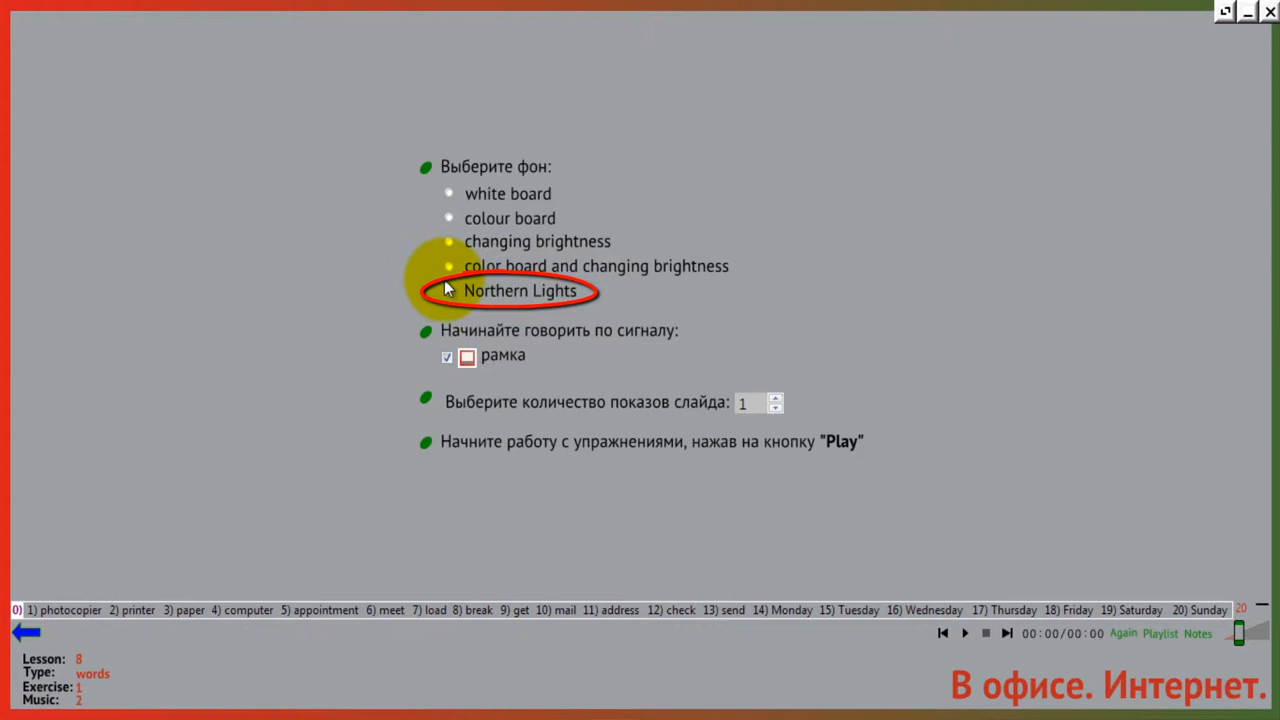 Выберите фон:
white board
colour board
changing brightness
color board and changing brightness
Northern Lights
Начинайте говорить по сигналу:
рамка
Выберите количество показов слайда: 1
Начните работу с упражнениями, нажав на кнопку "Play"
0) 1) photocopier 2) printer 3) paper 4) computer 5) appointment 6) meet 7) load 8) break 9) get 10) mail 11) address 12) check 13) send 14) Monday 15) Tuesday 16) Wednesday 17) Thursday 18) Friday 19) Saturday 20) Sunday 20
00:00/00:00 Again Playlist Notes
Lesson: 8
Type: words
Exercise: 1
Music: 2
В офисе. Интернет.